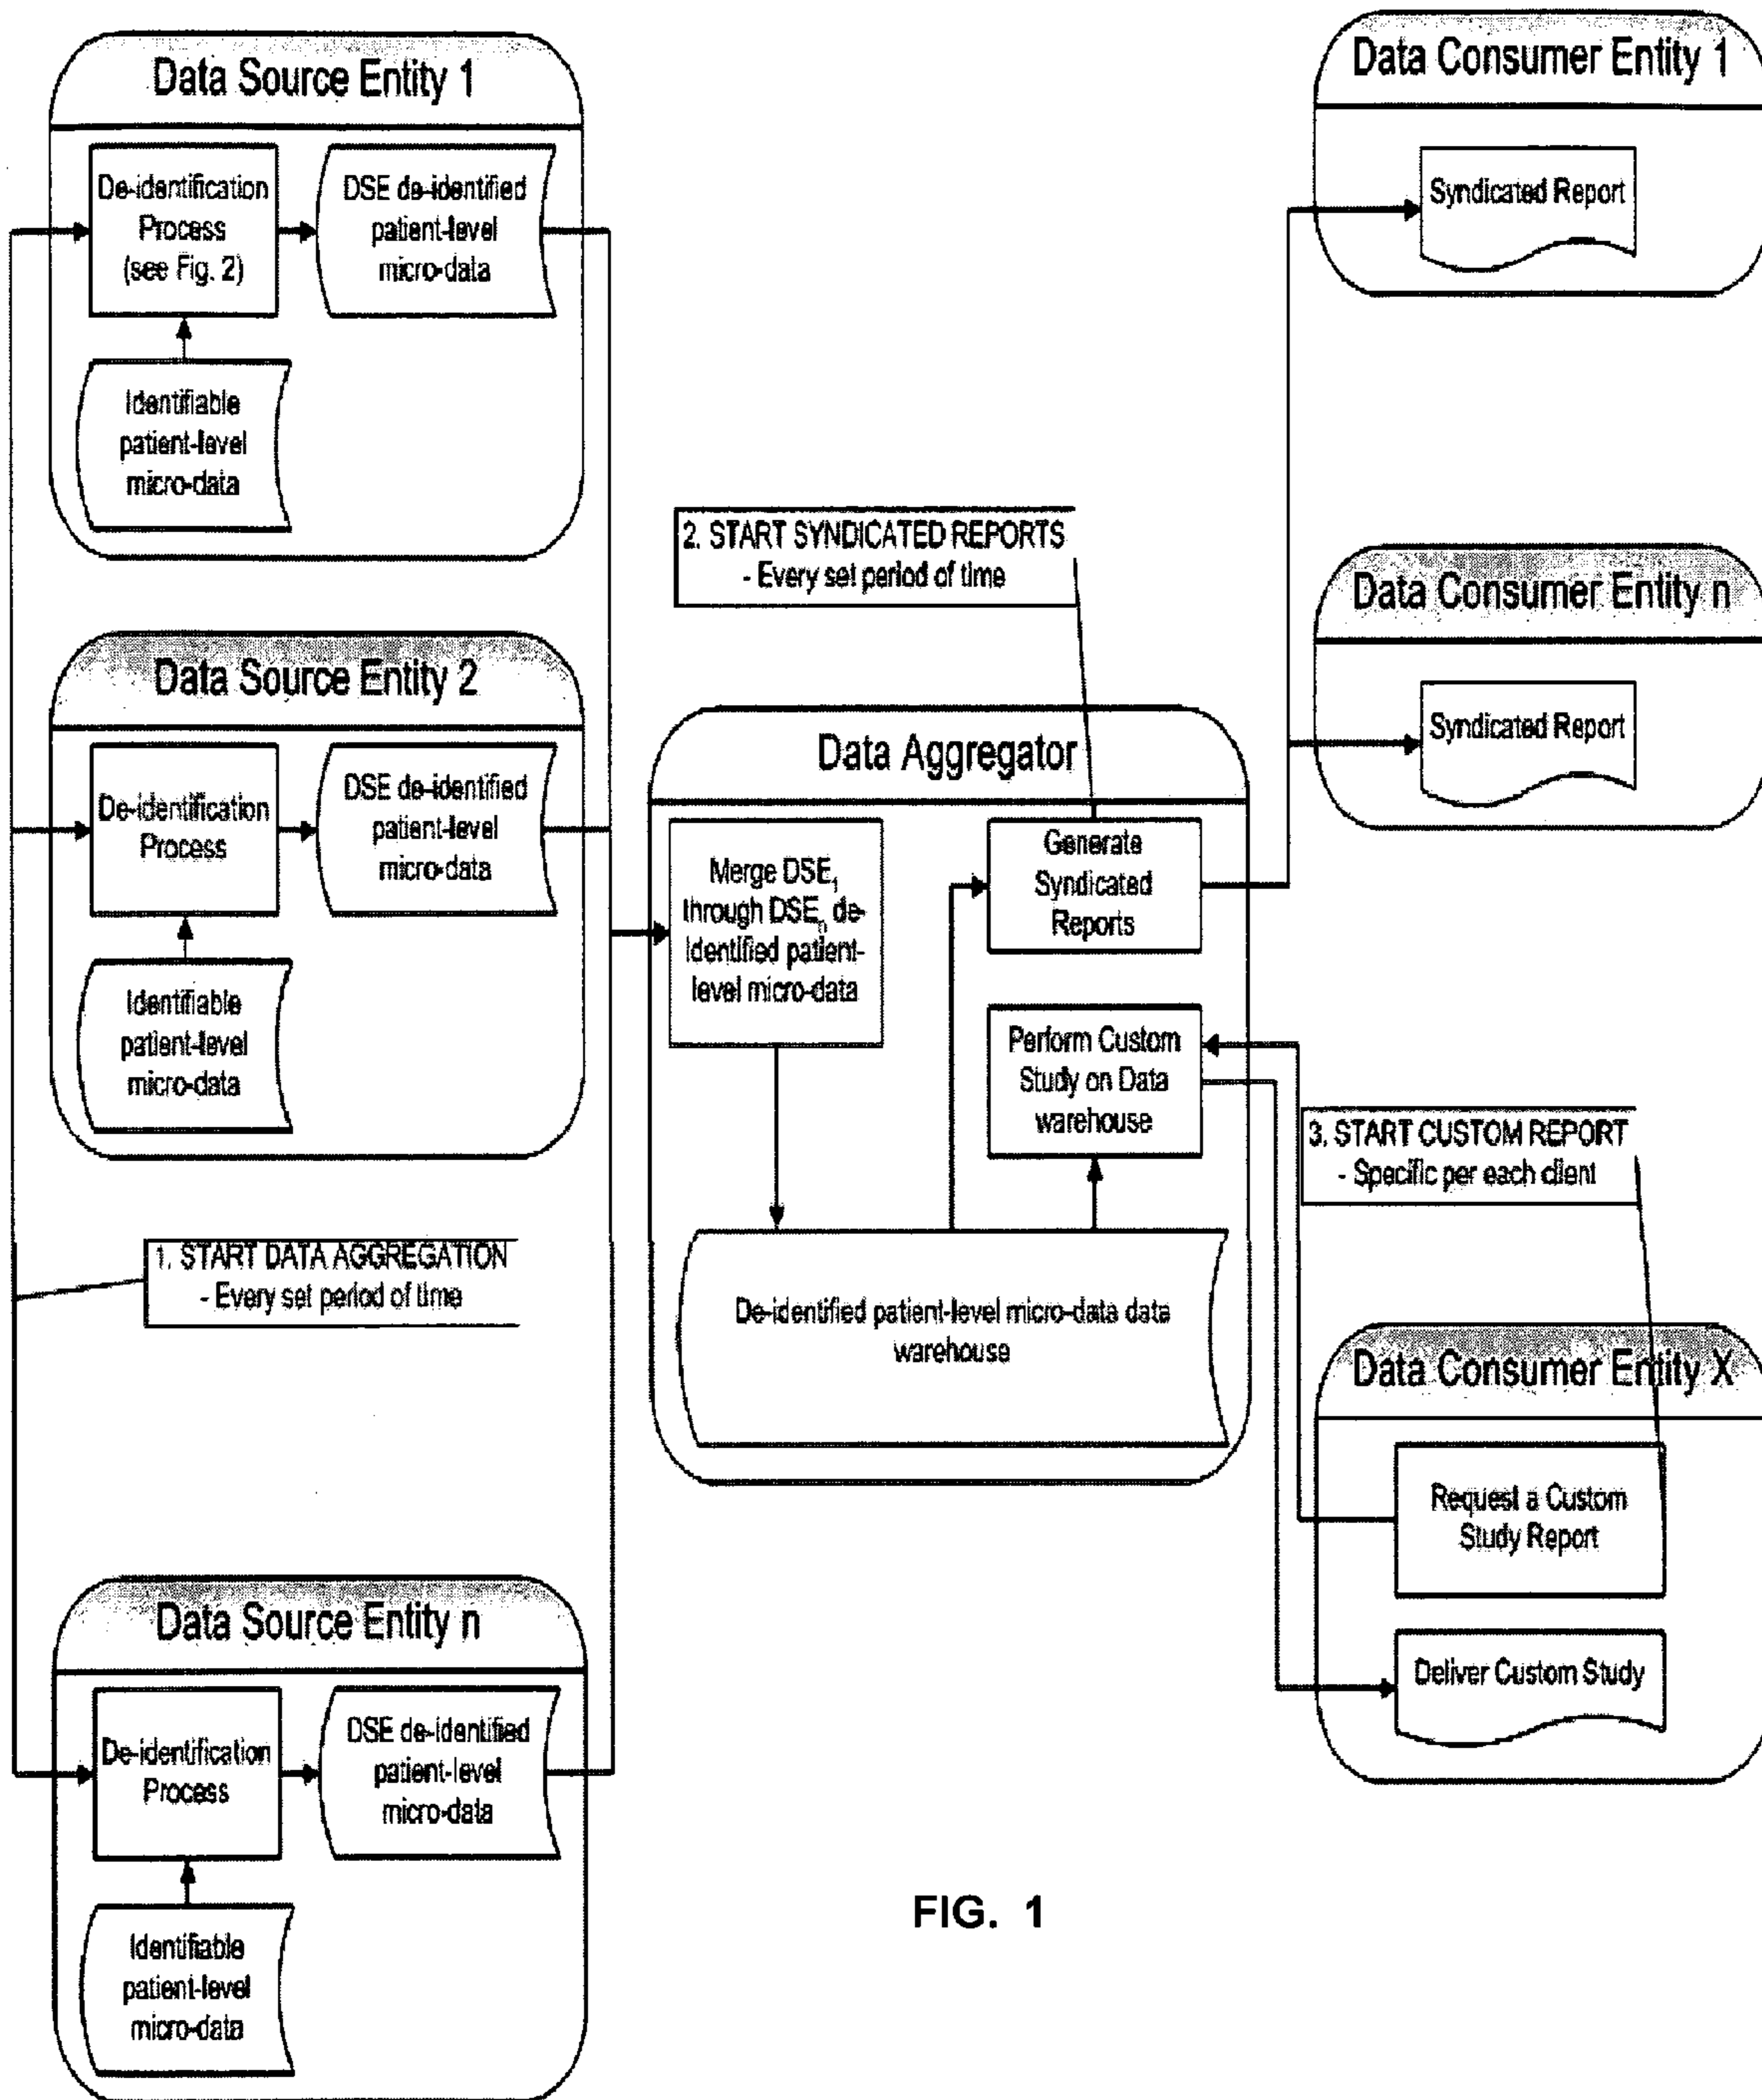 Data Source Entity 1
De-identification
Process
(see Fig. 2)
DSE de-identified
patient-level
micro-data
Identifiable
patient-level
micro-data
Data Source Entity 2
De-identification
Process
DSE de-identified
patient-level
micro-data
Identifiable
patient-level
micro-data
1. START DATA AGGREGATION
- Every set period of time
Data Source Entity n
De-identification
Process
DSE de-identified
patient-level
micro-data
Identifiable
patient-level
micro-data
2. START SYNDICATED REPORTS
- Every set period of time
Data Aggregator
Merge DSE1
through DSEn de-
identified patient-
level micro-data
Generate
Syndicated
Reports
Perform Custom
Study on Data
warehouse
De-identified patient-level micro-data data
warehouse
Data Consumer Entity 1
Syndicated Report
Data Consumer Entity n
Syndicated Report
3. START CUSTOM REPORT
- Specific per each client
Data Consumer Entity X
Request a Custom
Study Report
Deliver Custom Study
FIG. 1